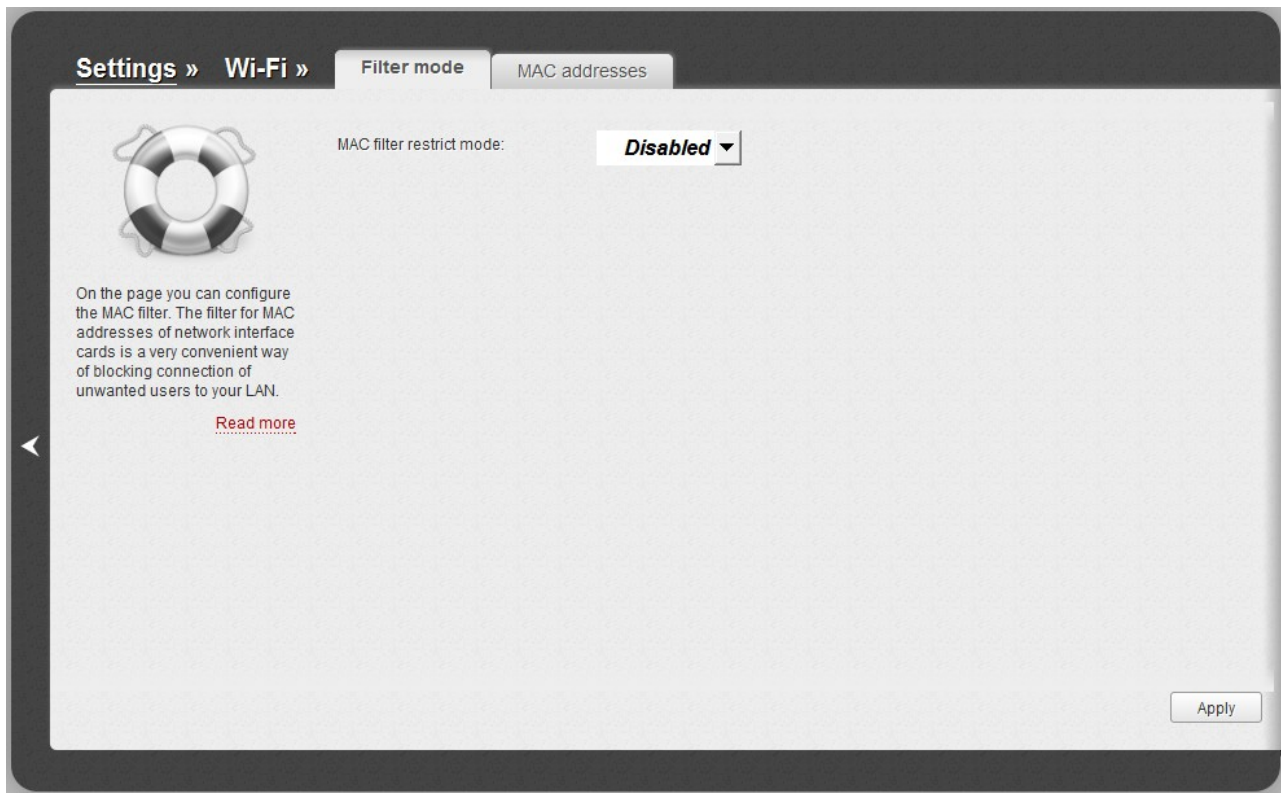 Settings » Wi-Fi » Filter mode MAC addresses
MAC filter restrict mode: Disabled
On the page you can configure
the MAC filter. The filter for MAC
addresses of network interface
cards is a very convenient way
of blocking connection of
unwanted users to your LAN.
Read more
Apply